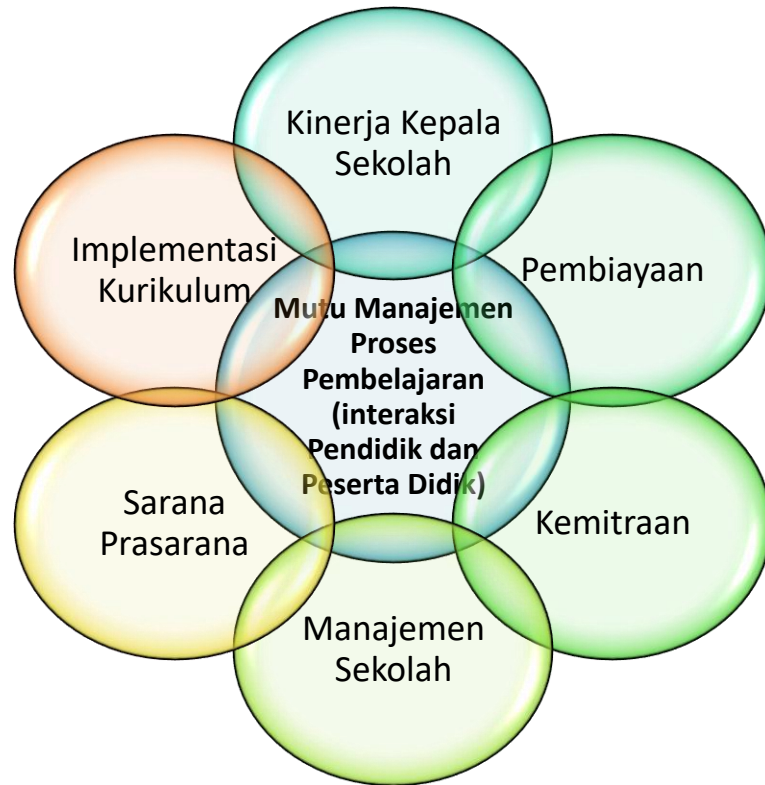 Kinerja Kepala
Sekolah
Pembiayaan
Kemitraan
Manajemen
Sekolah
Sarana
Prasarana
Implementasi
Kurikulum
Mutu Manajemen
Proses
Pembelajaran
(interaksi
Pendidik dan
Peserta Didik)